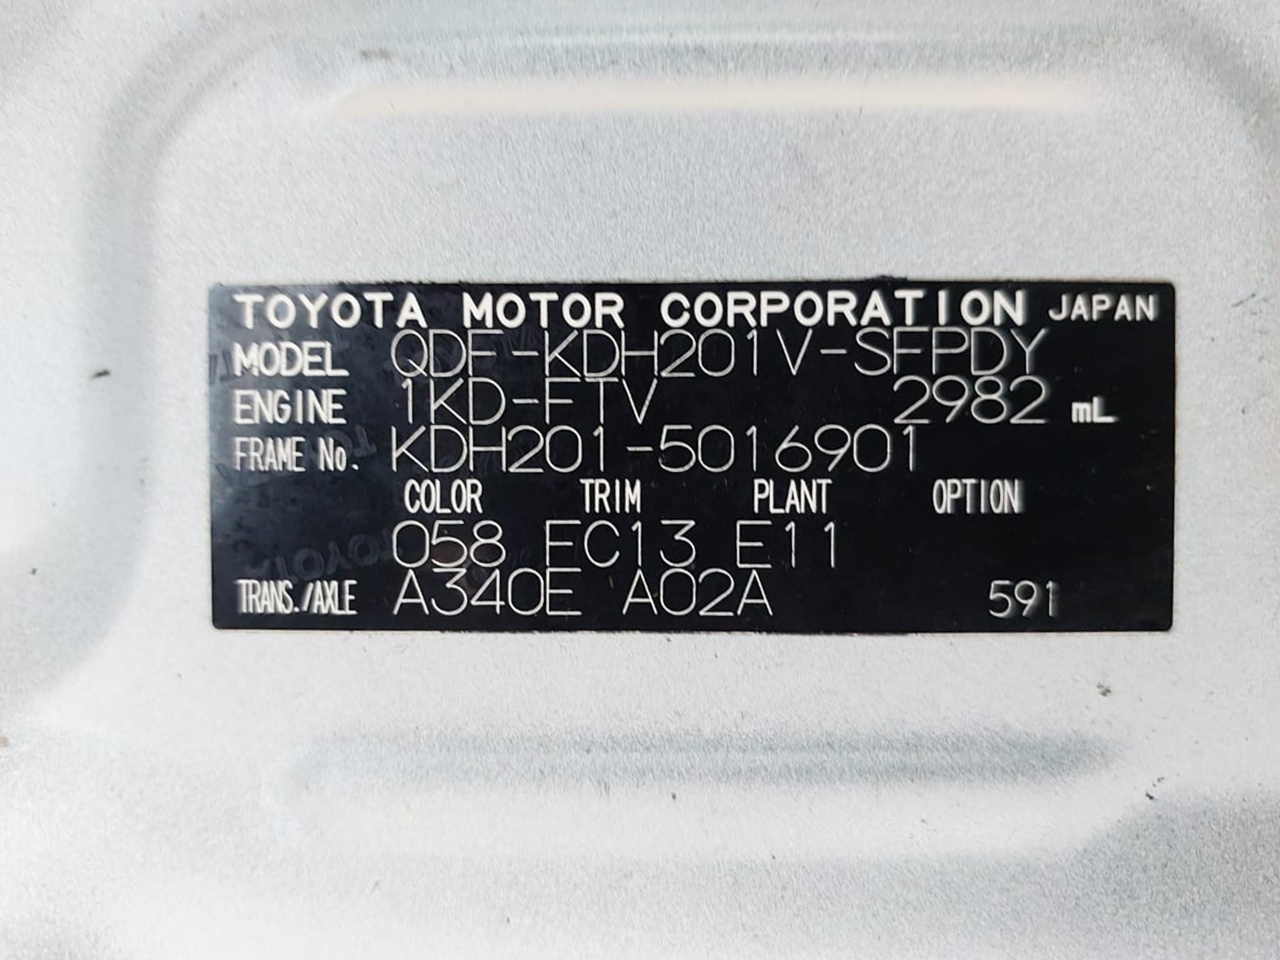 TOYOTA MOTOR CORPORATION JAPAN
MODEL QDF-KDH201V-SFPDY
ENGINE 1KD-FTV 2982 mL
FRAME No. KDH201-5016901
COLOR TRIM PLANT OPTION
058 FC13 E11
TRANS./AXLE A340E A02A 591